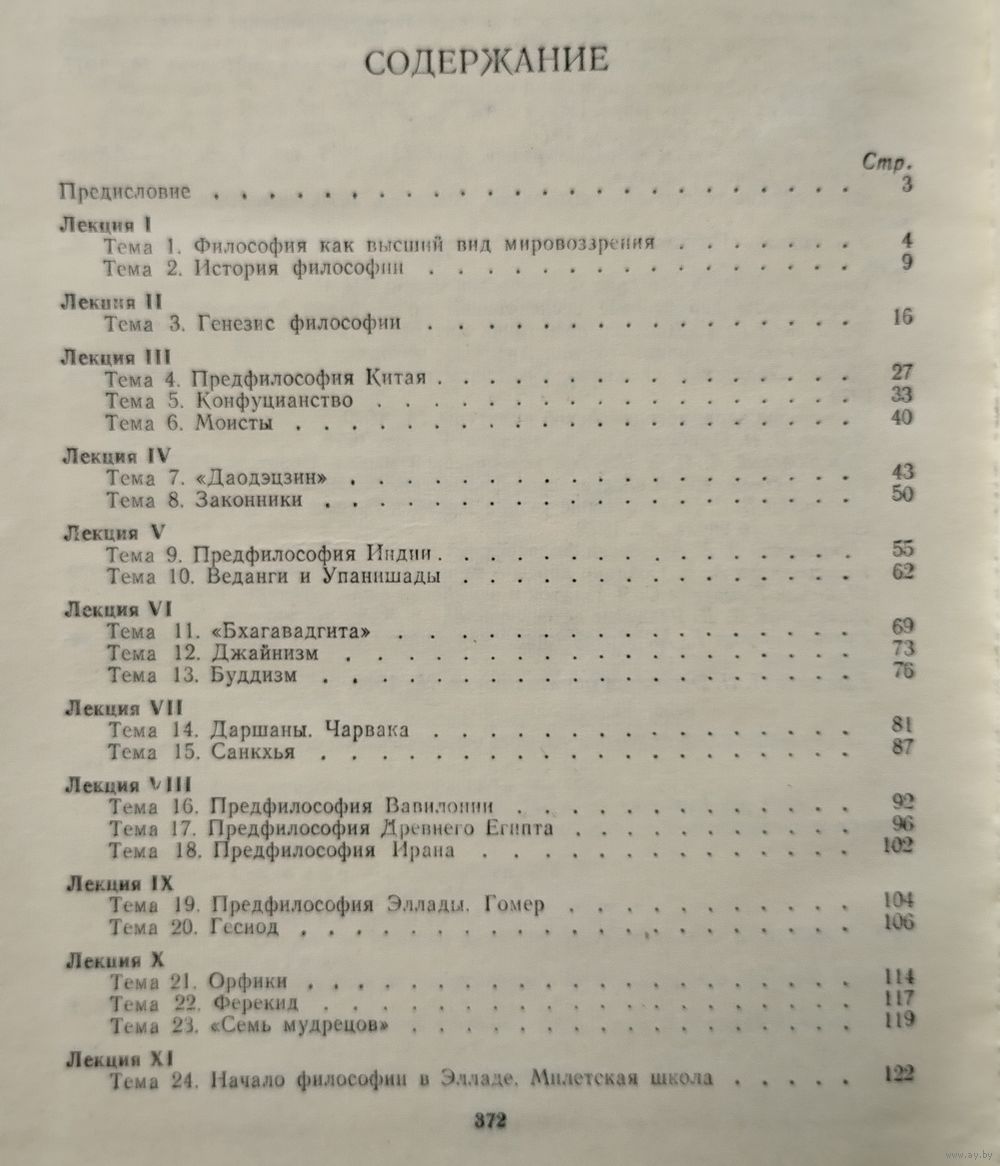 СОДЕРЖАНИЕ
Стр.
Предисловие . . . . . . . . . . . . . . . . . . . . . . . . 3
Лекция I
Тема 1. Философия как высший вид мировоззрения . . . . . . . 4
Тема 2. История философии . . . . . . . . . . . . . . . . 9
Лекция II
Тема 3. Генезис философии . . . . . . . . . . . . . . . . 16
Лекция III
Тема 4. Предфилософия Китая . . . . . . . . . . . . . . . . 27
Тема 5. Конфуцианство . . . . . . . . . . . . . . . . . . 33
Тема 6. Моисты . . . . . . . . . . . . . . . . . . . . . 40
Лекция IV
Тема 7. «Даодэцзин» . . . . . . . . . . . . . . . . . . . 43
Тема 8. Законники . . . . . . . . . . . . . . . . . . . . 50
Лекция V
Тема 9. Предфилософия Индии . . . . . . . . . . . . . . . . 55
Тема 10. Веданги и Упанишады . . . . . . . . . . . . . . . 62
Лекция VI
Тема 11. «Бхагавадгита» . . . . . . . . . . . . . . . . . 69
Тема 12. Джайнизм . . . . . . . . . . . . . . . . . . . 73
Тема 13. Буддизм . . . . . . . . . . . . . . . . . . . . 76
Лекция VII
Тема 14. Даршаны. Чарвака . . . . . . . . . . . . . . . . 81
Тема 15. Санкхья . . . . . . . . . . . . . . . . . . . . 87
Лекция VIII
Тема 16. Предфилософия Вавилонии . . . . . . . . . . . . . 92
Тема 17. Предфилософия Древнего Египта . . . . . . . . . . . 96
Тема 18. Предфилософия Ирана . . . . . . . . . . . . . . 102
Лекция IX
Тема 19. Предфилософия Эллады. Гомер . . . . . . . . . . . 104
Тема 20. Гесиод . . . . . . . . . . . . . . . . . . . . . 106
Лекция X
Тема 21. Орфики . . . . . . . . . . . . . . . . . . . . . 114
Тема 22. Ферекид . . . . . . . . . . . . . . . . . . . . 117
Тема 23. «Семь мудрецов» . . . . . . . . . . . . . . . . . 119
Лекция XI
Тема 24. Начало философии в Элладе. Милетская школа . . . . . 122
372
www.ay.by